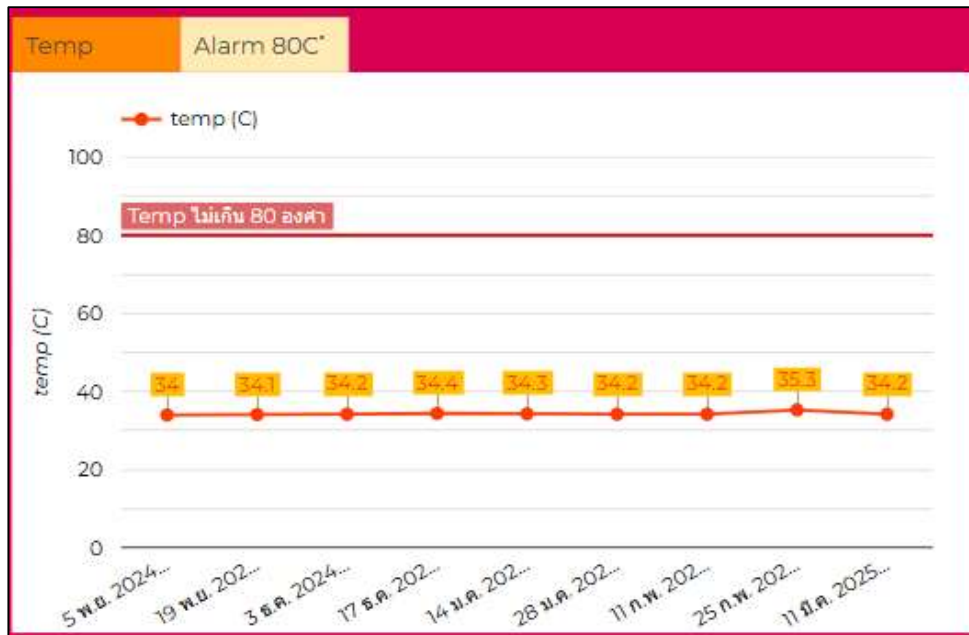 Temp Alarm 80C*
temp (C)
100
Temp ไม่เกิน 80 องศา
80
60
40
20
0
temp (C)
34 34.1 34.2 34.4 34.3 34.2 34.2 35.3 34.2
5 พ.ย. 2024... 19 พ.ย. 202... 3 ธ.ค. 2024... 17 ธ.ค. 202... 14 ม.ค. 202... 28 ม.ค. 202... 11 ก.พ. 202... 25 ก.พ. 202... 11 มี.ค. 2025...